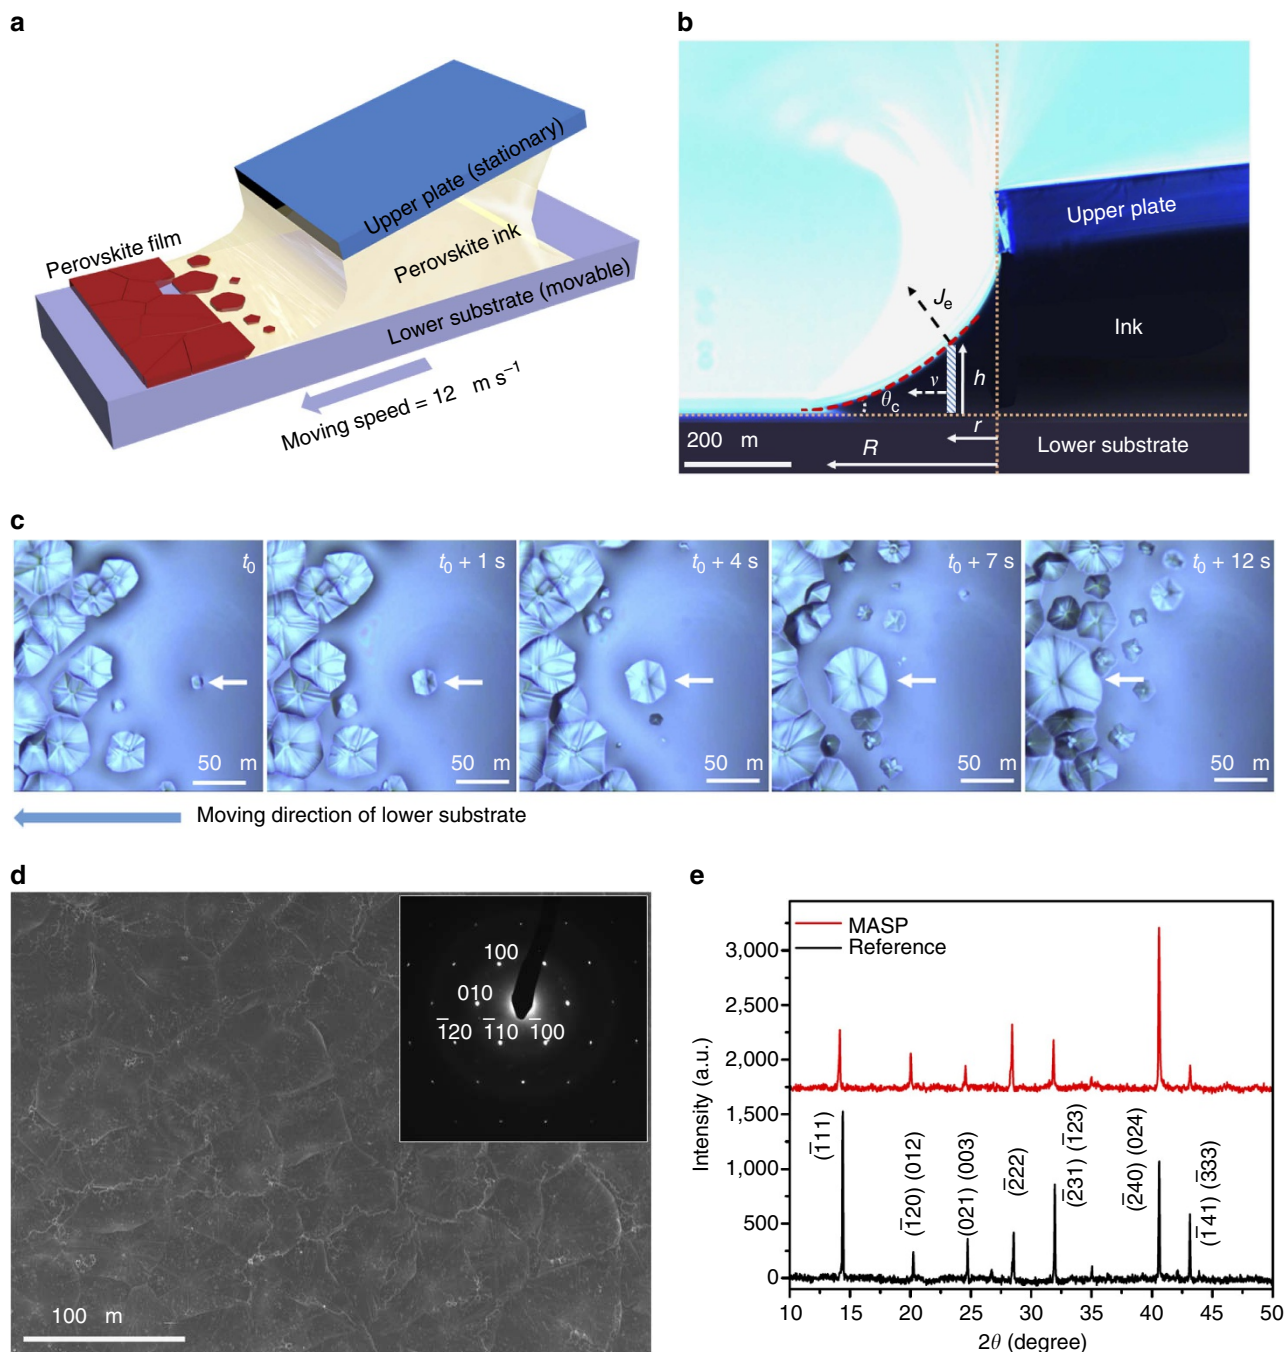 a
Upper plate (stationary)
Perovskite ink
Perovskite film
Lower substrate (movable)
Moving speed = 12   m s⁻¹
b
Upper plate
Jₑ
Ink
v
h
θc
r
200   m
R
Lower substrate
c
t₀
t₀ + 1 s
t₀ + 4 s
t₀ + 7 s
t₀ + 12 s
50   m
50   m
50   m
50   m
50   m
Moving direction of lower substrate
d
100
010
1̅20
1̅10
1̅00
100   m
e
MASP
Reference
Intensity (a.u.)
3,000
2,500
2,000
1,500
1,000
500
0
(1̅11)
(1̅20) (012)
(021) (003)
(2̅22)
(2̅31) (1̅23)
(2̅40) (024)
(1̅41) (3̅33)
10
15
20
25
30
35
40
45
50
2θ (degree)